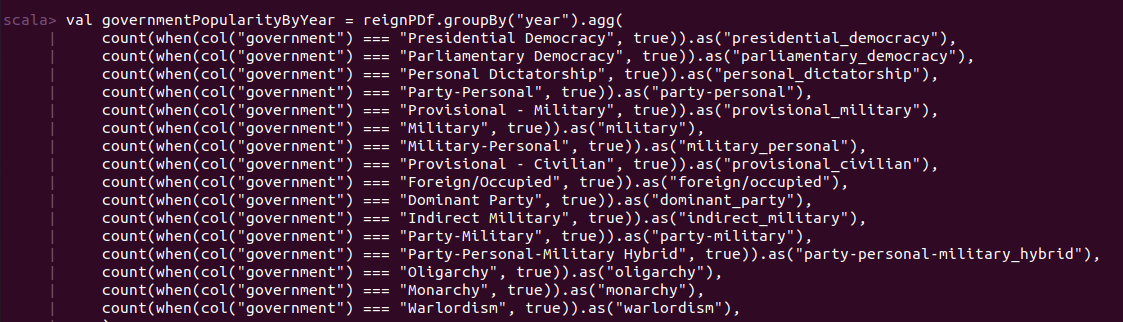 scala> val governmentPopularityByYear = reignPDf.groupBy("year").agg(
     |     count(when(col("government") === "Presidential Democracy", true)).as("presidential_democracy"),
     |     count(when(col("government") === "Parliamentary Democracy", true)).as("parliamentary_democracy"),
     |     count(when(col("government") === "Personal Dictatorship", true)).as("personal_dictatorship"),
     |     count(when(col("government") === "Party-Personal", true)).as("party-personal"),
     |     count(when(col("government") === "Provisional - Military", true)).as("provisional_military"),
     |     count(when(col("government") === "Military", true)).as("military"),
     |     count(when(col("government") === "Military-Personal", true)).as("military_personal"),
     |     count(when(col("government") === "Provisional - Civilian", true)).as("provisional_civilian"),
     |     count(when(col("government") === "Foreign/Occupied", true)).as("foreign/occupied"),
     |     count(when(col("government") === "Dominant Party", true)).as("dominant_party"),
     |     count(when(col("government") === "Indirect Military", true)).as("indirect_military"),
     |     count(when(col("government") === "Party-Military", true)).as("party-military"),
     |     count(when(col("government") === "Party-Personal-Military Hybrid", true)).as("party-personal-military_hybrid"),
     |     count(when(col("government") === "Oligarchy", true)).as("oligarchy"),
     |     count(when(col("government") === "Monarchy", true)).as("monarchy"),
     |     count(when(col("government") === "Warlordism", true)).as("warlordism"),
     |     )